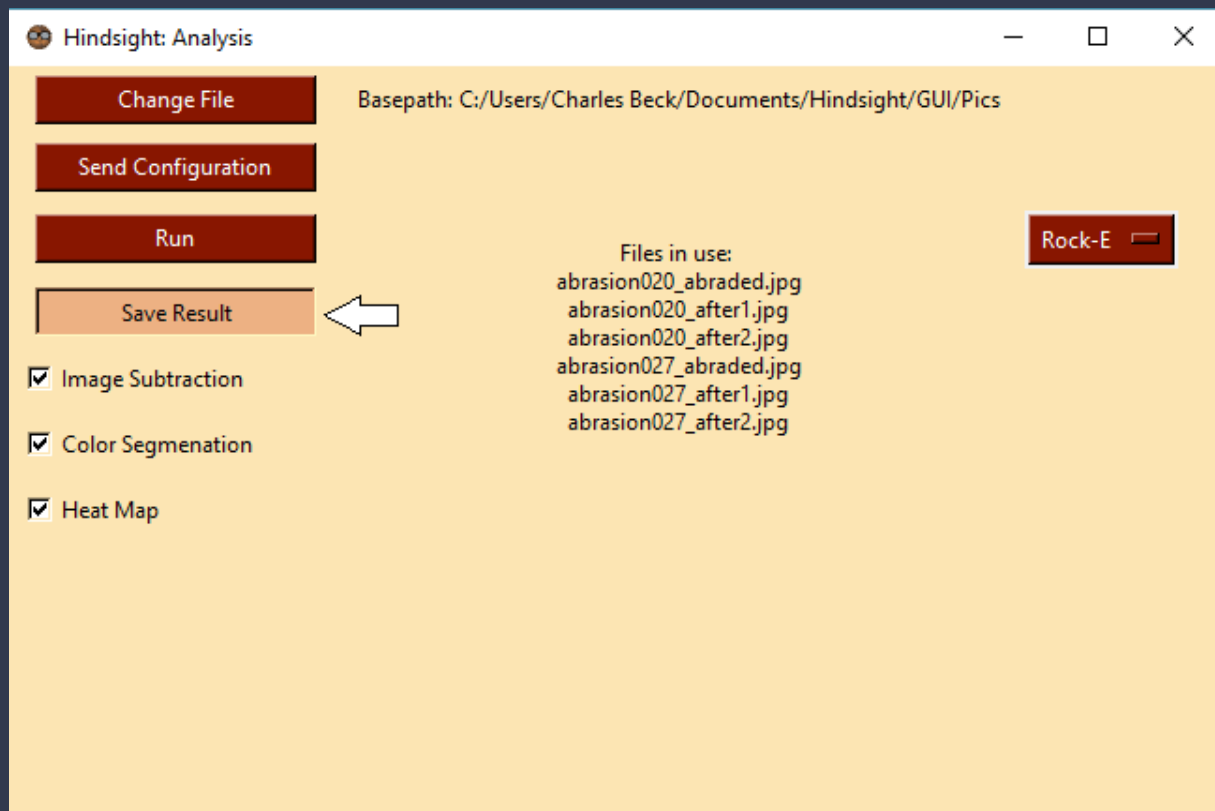 Hindsight: Analysis
Change File
Basepath: C:/Users/Charles Beck/Documents/Hindsight/GUI/Pics
Send Configuration
Run
Rock-E
Files in use:
abrasion020_abraded.jpg
abrasion020_after1.jpg
abrasion020_after2.jpg
abrasion027_abraded.jpg
abrasion027_after1.jpg
abrasion027_after2.jpg
Save Result
Image Subtraction
Color Segmenation
Heat Map